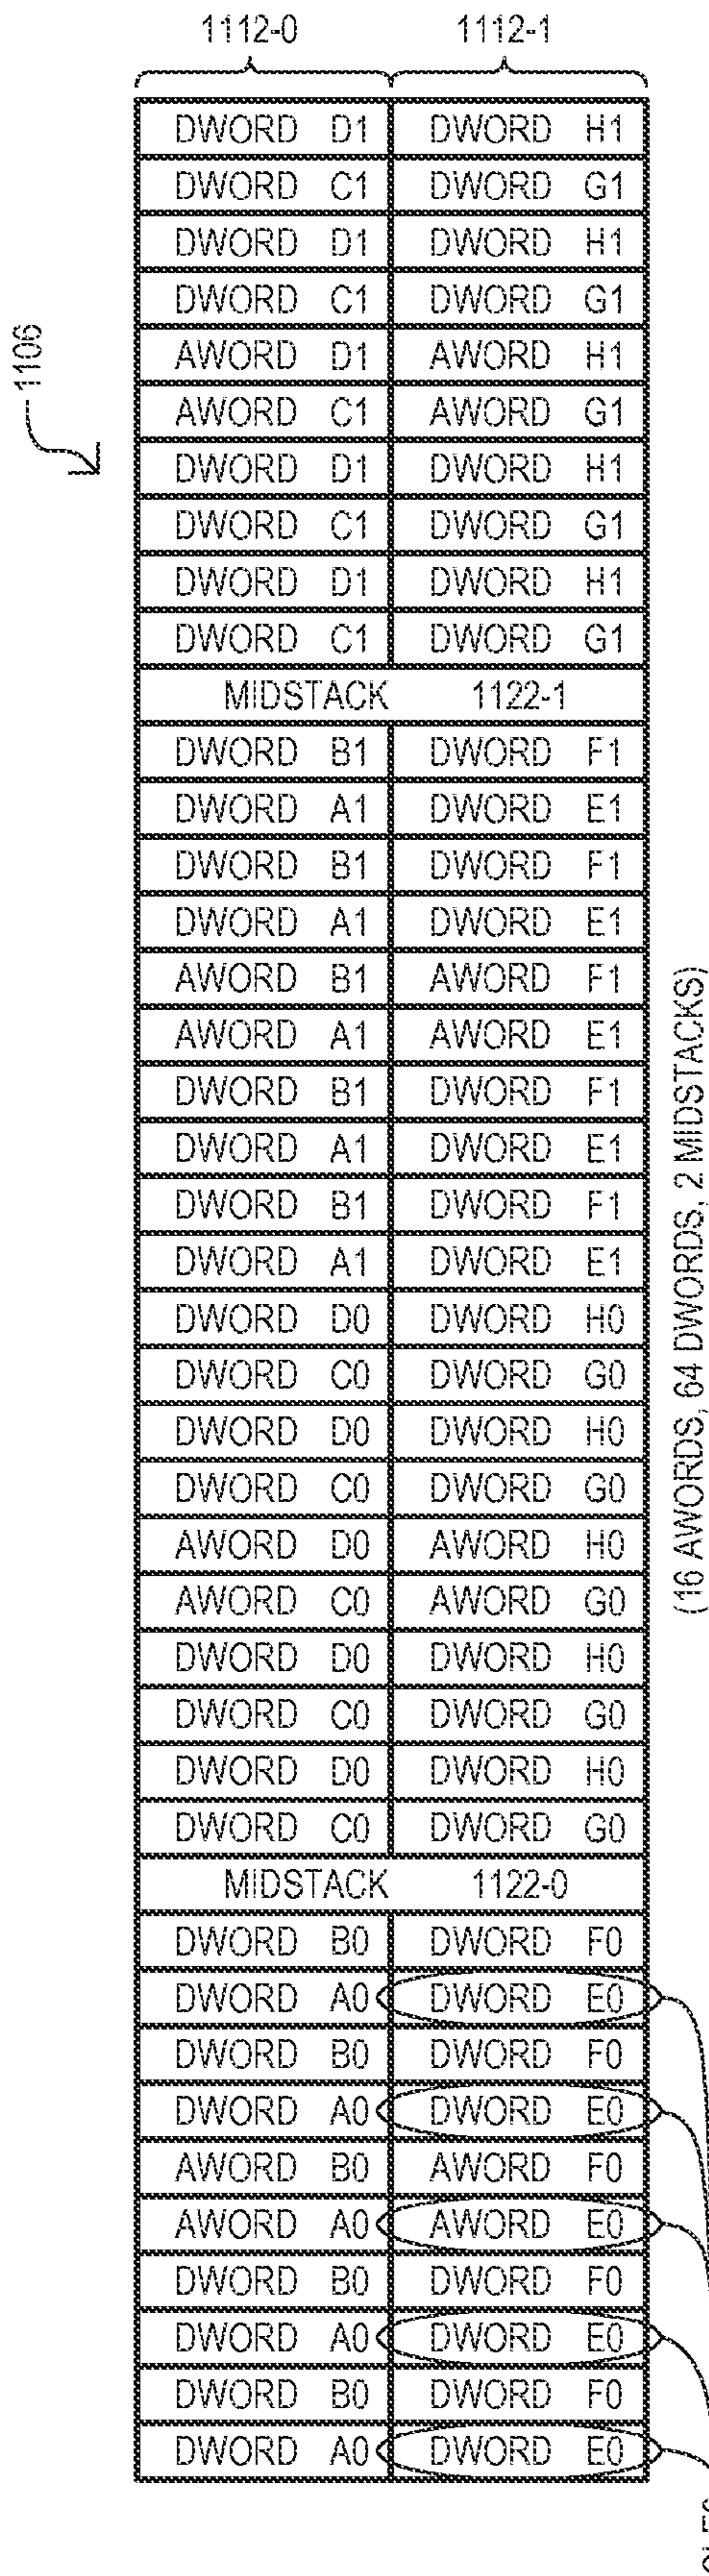 1112-0 1112-1
1106
DWORD D1 DWORD H1
DWORD C1 DWORD G1
DWORD D1 DWORD H1
DWORD C1 DWORD G1
AWORD D1 AWORD H1
AWORD C1 AWORD G1
DWORD D1 DWORD H1
DWORD C1 DWORD G1
DWORD D1 DWORD H1
DWORD C1 DWORD G1
MIDSTACK 1122-1
DWORD B1 DWORD F1
DWORD A1 DWORD E1
DWORD B1 DWORD F1
DWORD A1 DWORD E1
AWORD B1 AWORD F1
AWORD A1 AWORD E1
DWORD B1 DWORD F1
DWORD A1 DWORD E1
DWORD B1 DWORD F1
DWORD A1 DWORD E1
DWORD D0 DWORD H0
DWORD C0 DWORD G0
DWORD D0 DWORD H0
DWORD C0 DWORD G0
AWORD D0 AWORD H0
AWORD C0 AWORD G0
DWORD D0 DWORD H0
DWORD C0 DWORD G0
DWORD D0 DWORD H0
DWORD C0 DWORD G0
MIDSTACK 1122-0
DWORD B0 DWORD F0
DWORD A0 DWORD E0
DWORD B0 DWORD F0
DWORD A0 DWORD E0
AWORD B0 AWORD F0
AWORD A0 AWORD E0
DWORD B0 DWORD F0
DWORD A0 DWORD E0
DWORD B0 DWORD F0
DWORD A0 DWORD E0
(16 AWORDS, 64 DWORDS, 2 MIDSTACKS)